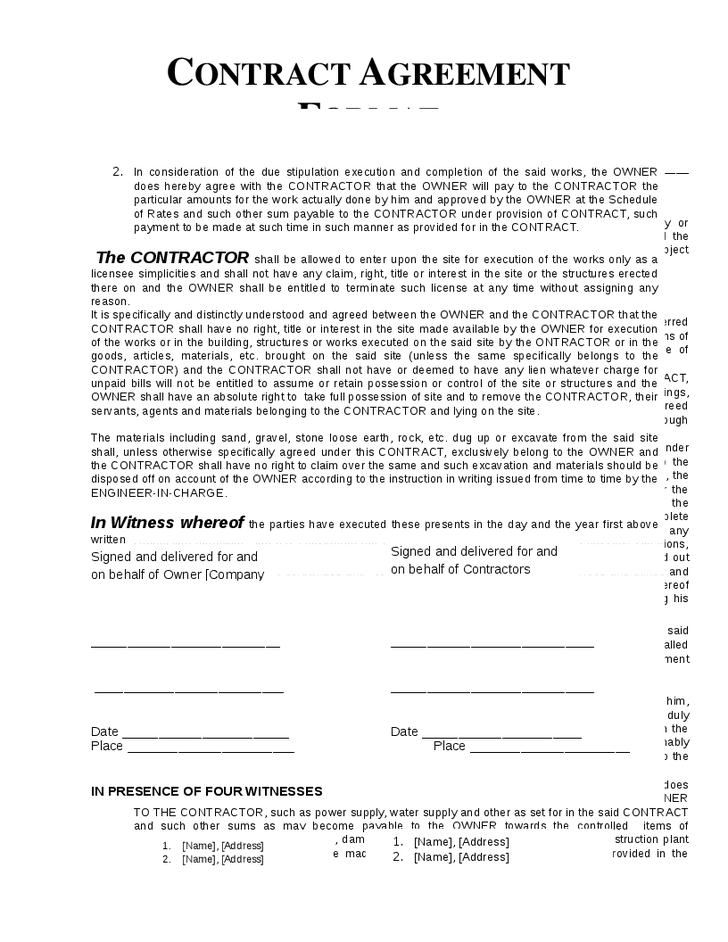 CONTRACT AGREEMENT
2. In consideration of the due stipulation execution and completion of the said works, the OWNER
does hereby agree with the CONTRACTOR that the OWNER will pay to the CONTRACTOR the
particular amounts for the work actually done by him and approved by the OWNER at the Schedule
of Rates and such other sum payable to the CONTRACTOR under provision of CONTRACT, such
payment to be made at such time in such manner as provided for in the CONTRACT.
The CONTRACTOR shall be allowed to enter upon the site for execution of the works only as a
licensee simplicities and shall not have any claim, right, title or interest in the site or the structures erected
there on and the OWNER shall be entitled to terminate such license at any time without assigning any
reason.
It is specifically and distinctly understood and agreed between the OWNER and the CONTRACTOR that the
CONTRACTOR shall have no right, title or interest in the site made available by the OWNER for execution
of the works or in the building, structures or works executed on the said site by the ONTRACTOR or in the
goods, articles, materials, etc. brought on the said site (unless the same specifically belongs to the
CONTRACTOR) and the CONTRACTOR shall not have or deemed to have any lien whatever charge for
unpaid bills will not be entitled to assume or retain possession or control of the site or structures and the
OWNER shall have an absolute right to take full possession of site and to remove the CONTRACTOR, their
servants, agents and materials belonging to the CONTRACTOR and lying on the site.
The materials including sand, gravel, stone loose earth, rock, etc. dug up or excavate from the said site
shall, unless otherwise specifically agreed under this CONTRACT, exclusively belong to the OWNER and
the CONTRACTOR shall have no right to claim over the same and such excavation and materials should be
disposed off on account of the OWNER according to the instruction in writing issued from time to time by the
ENGINEER-IN-CHARGE.
In Witness whereof the parties have executed these presents in the day and the year first above
written
Signed and delivered for and
on behalf of Owner [Company
Signed and delivered for and
on behalf of Contractors
Date
Place
Date
Place
IN PRESENCE OF FOUR WITNESSES
TO THE CONTRACTOR, such as power supply, water supply and other as set for in the said CONTRACT
and such other sums as may become payable to the OWNER towards the controlled items of
1. [Name], [Address]
2. [Name], [Address]
1. [Name], [Address]
2. [Name], [Address]
struction plant
rovided in the